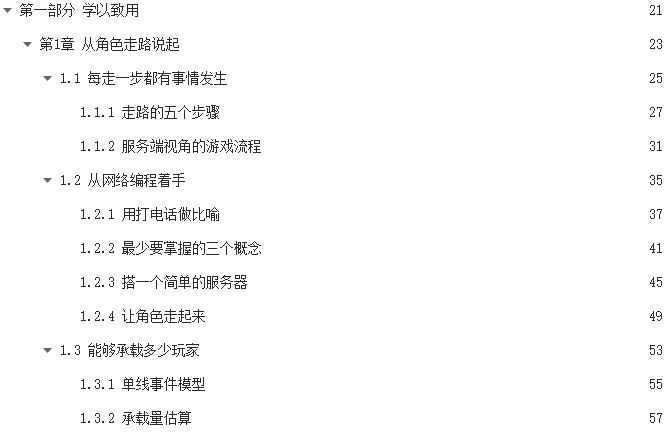 第一部分 学以致用 21
第1章 从角色走路说起 23
1.1 每走一步都有事情发生 25
1.1.1 走路的五个步骤 27
1.1.2 服务端视角的游戏流程 31
1.2 从网络编程着手 35
1.2.1 用打电话做比喻 37
1.2.2 最少要掌握的三个概念 41
1.2.3 搭一个简单的服务器 45
1.2.4 让角色走起来 49
1.3 能够承载多少玩家 53
1.3.1 单线事件模型 55
1.3.2 承载量估算 57